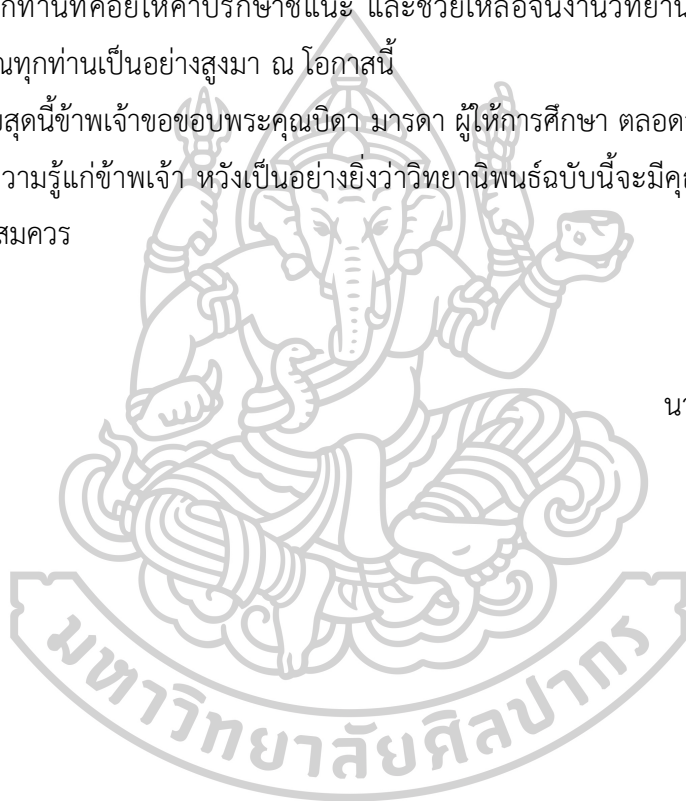 กท่านที่คอยให้คำปรึกษาชี้แนะ และช่วยเหลือจนงานวิทยาน
ณทุกท่านเป็นอย่างสูงมา ณ โอกาสนี้
ยสุดนี้ข้าพเจ้าขอขอบพระคุณบิดา มารดา ผู้ให้การศึกษา ตลอดจ
วามรู้แก่ข้าพเจ้า หวังเป็นอย่างยิ่งว่าวิทยานิพนธ์ฉบับนี้จะมีคุณ
สมควร
นา
มหาวิทยาลัยศิลปากร